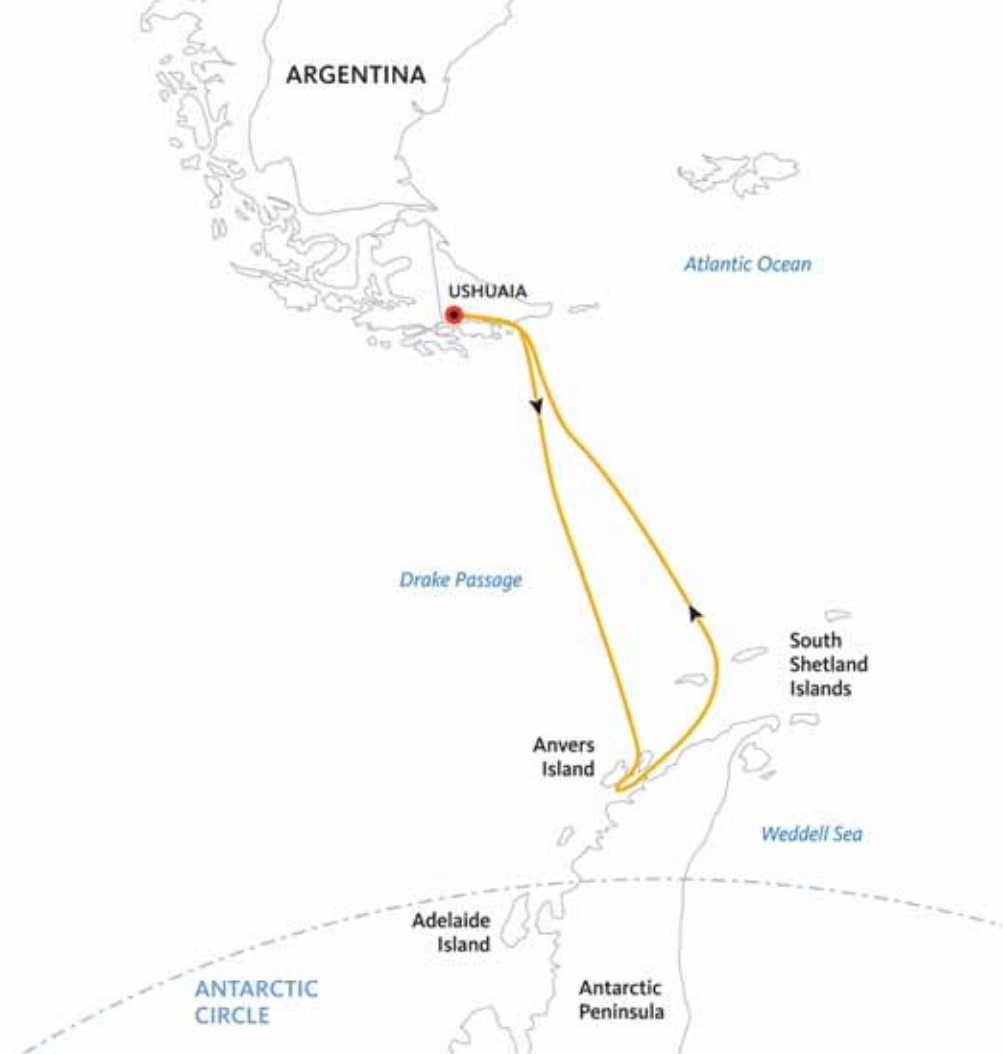 ARGENTINA
Atlantic Ocean
USHUAIA
Drake Passage
South
Shetland
Islands
Anvers
Island
Weddell Sea
Adelaide
Island
ANTARCTIC
CIRCLE
Antarctic
Peninsula